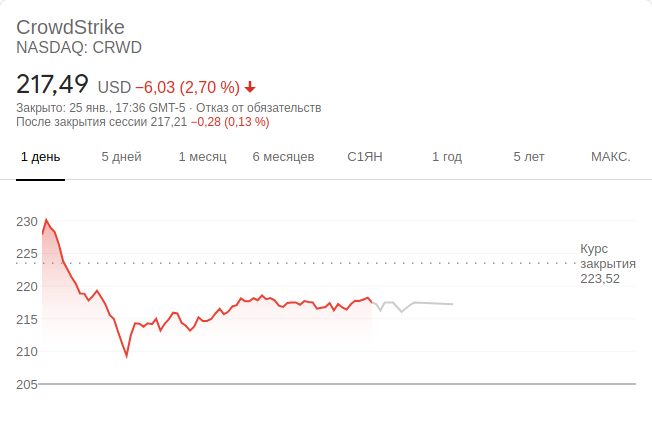 CrowdStrike
NASDAQ: CRWD
217,49 USD −6,03 (2,70 %)
Закрыто: 25 янв., 17:36 GMT-5 · Отказ от обязательств
После закрытия сессии 217,21 −0,28 (0,13 %)
1 день 5 дней 1 месяц 6 месяцев С1ЯН 1 год 5 лет МАКС.
230
225
220
215
210
205
Курс
закрытия
223,52